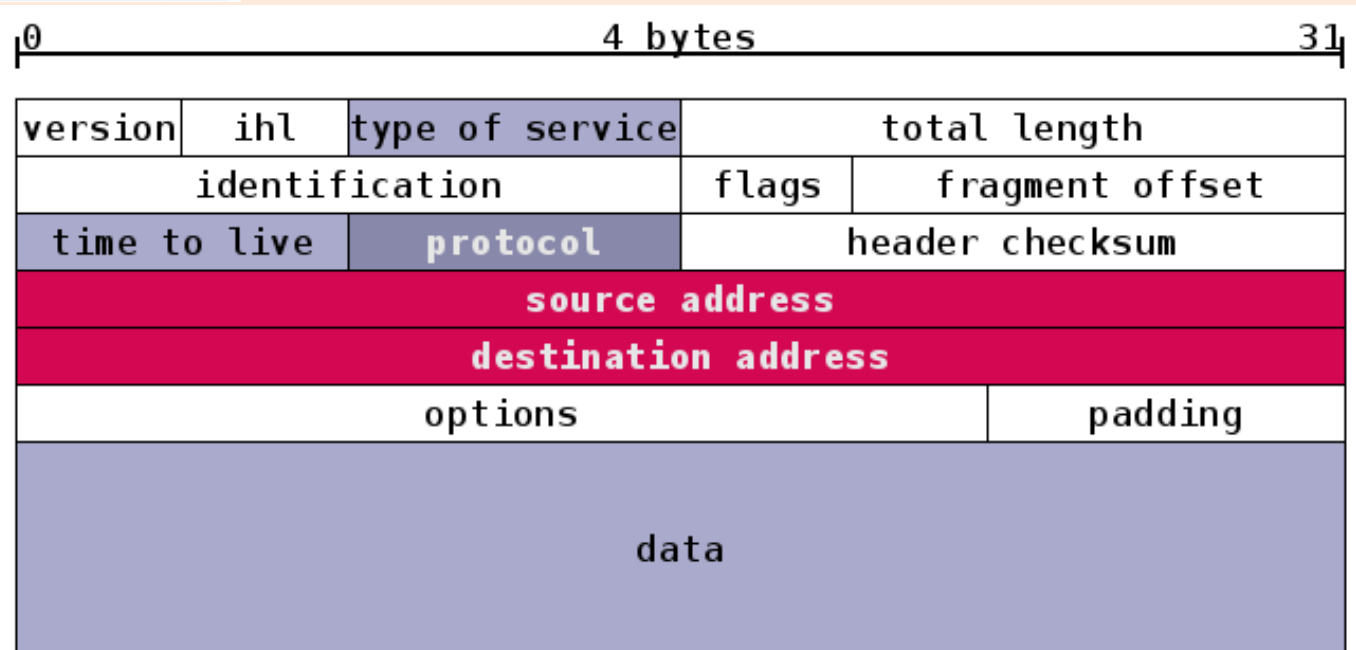 0 4 bytes 31
version ihl type of service total length
identification flags fragment offset
time to live protocol header checksum
source address
destination address
options padding
data